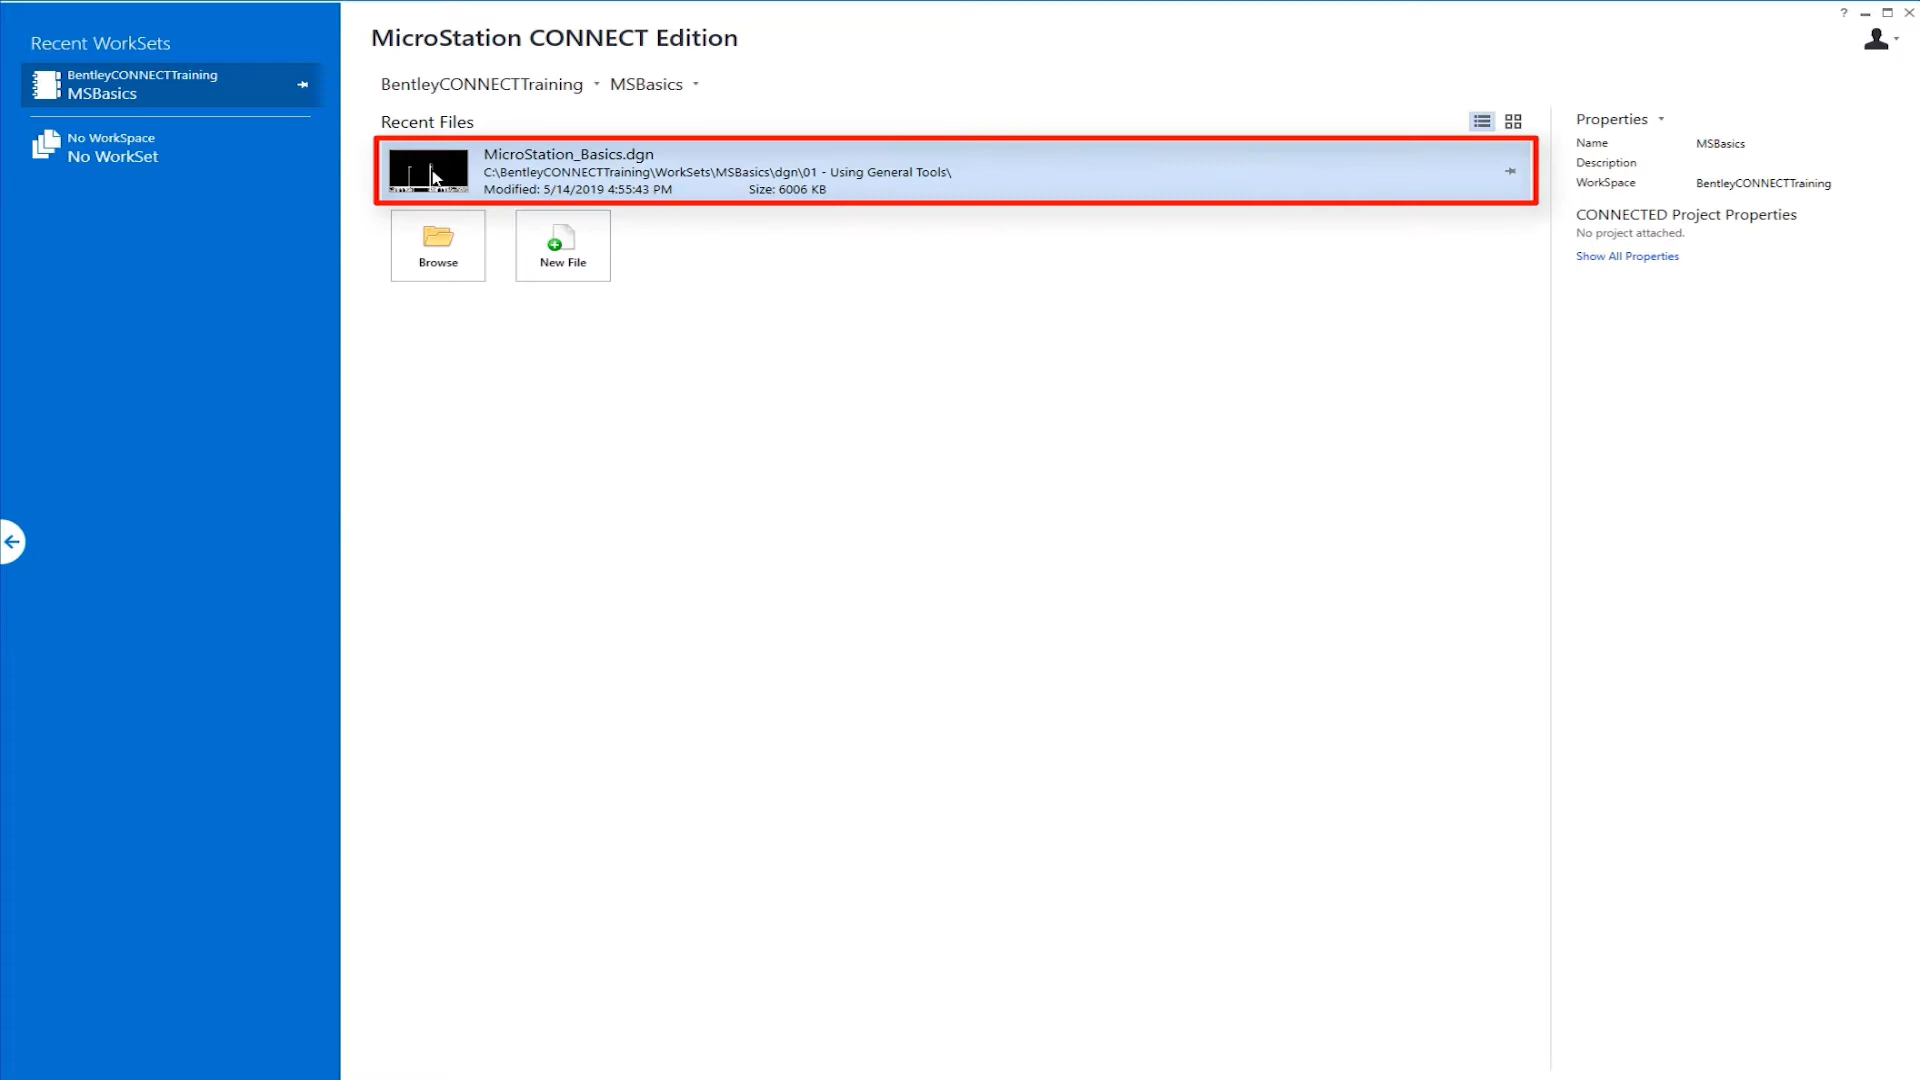 Recent WorkSets
BentleyCONNECTTraining
MSBasics
No WorkSpace
No WorkSet
?
MicroStation CONNECT Edition
BentleyCONNECTTraining MSBasics
Recent Files
MicroStation_Basics.dgn
C:\BentleyCONNECTTraining\WorkSets\MSBasics\dgn\01 - Using General Tools\
Modified: 5/14/2019 4:55:43 PM Size: 6006 KB
Browse
New File
Properties
Name MSBasics
Description
WorkSpace BentleyCONNECTTraining
CONNECTED Project Properties
No project attached.
Show All Properties